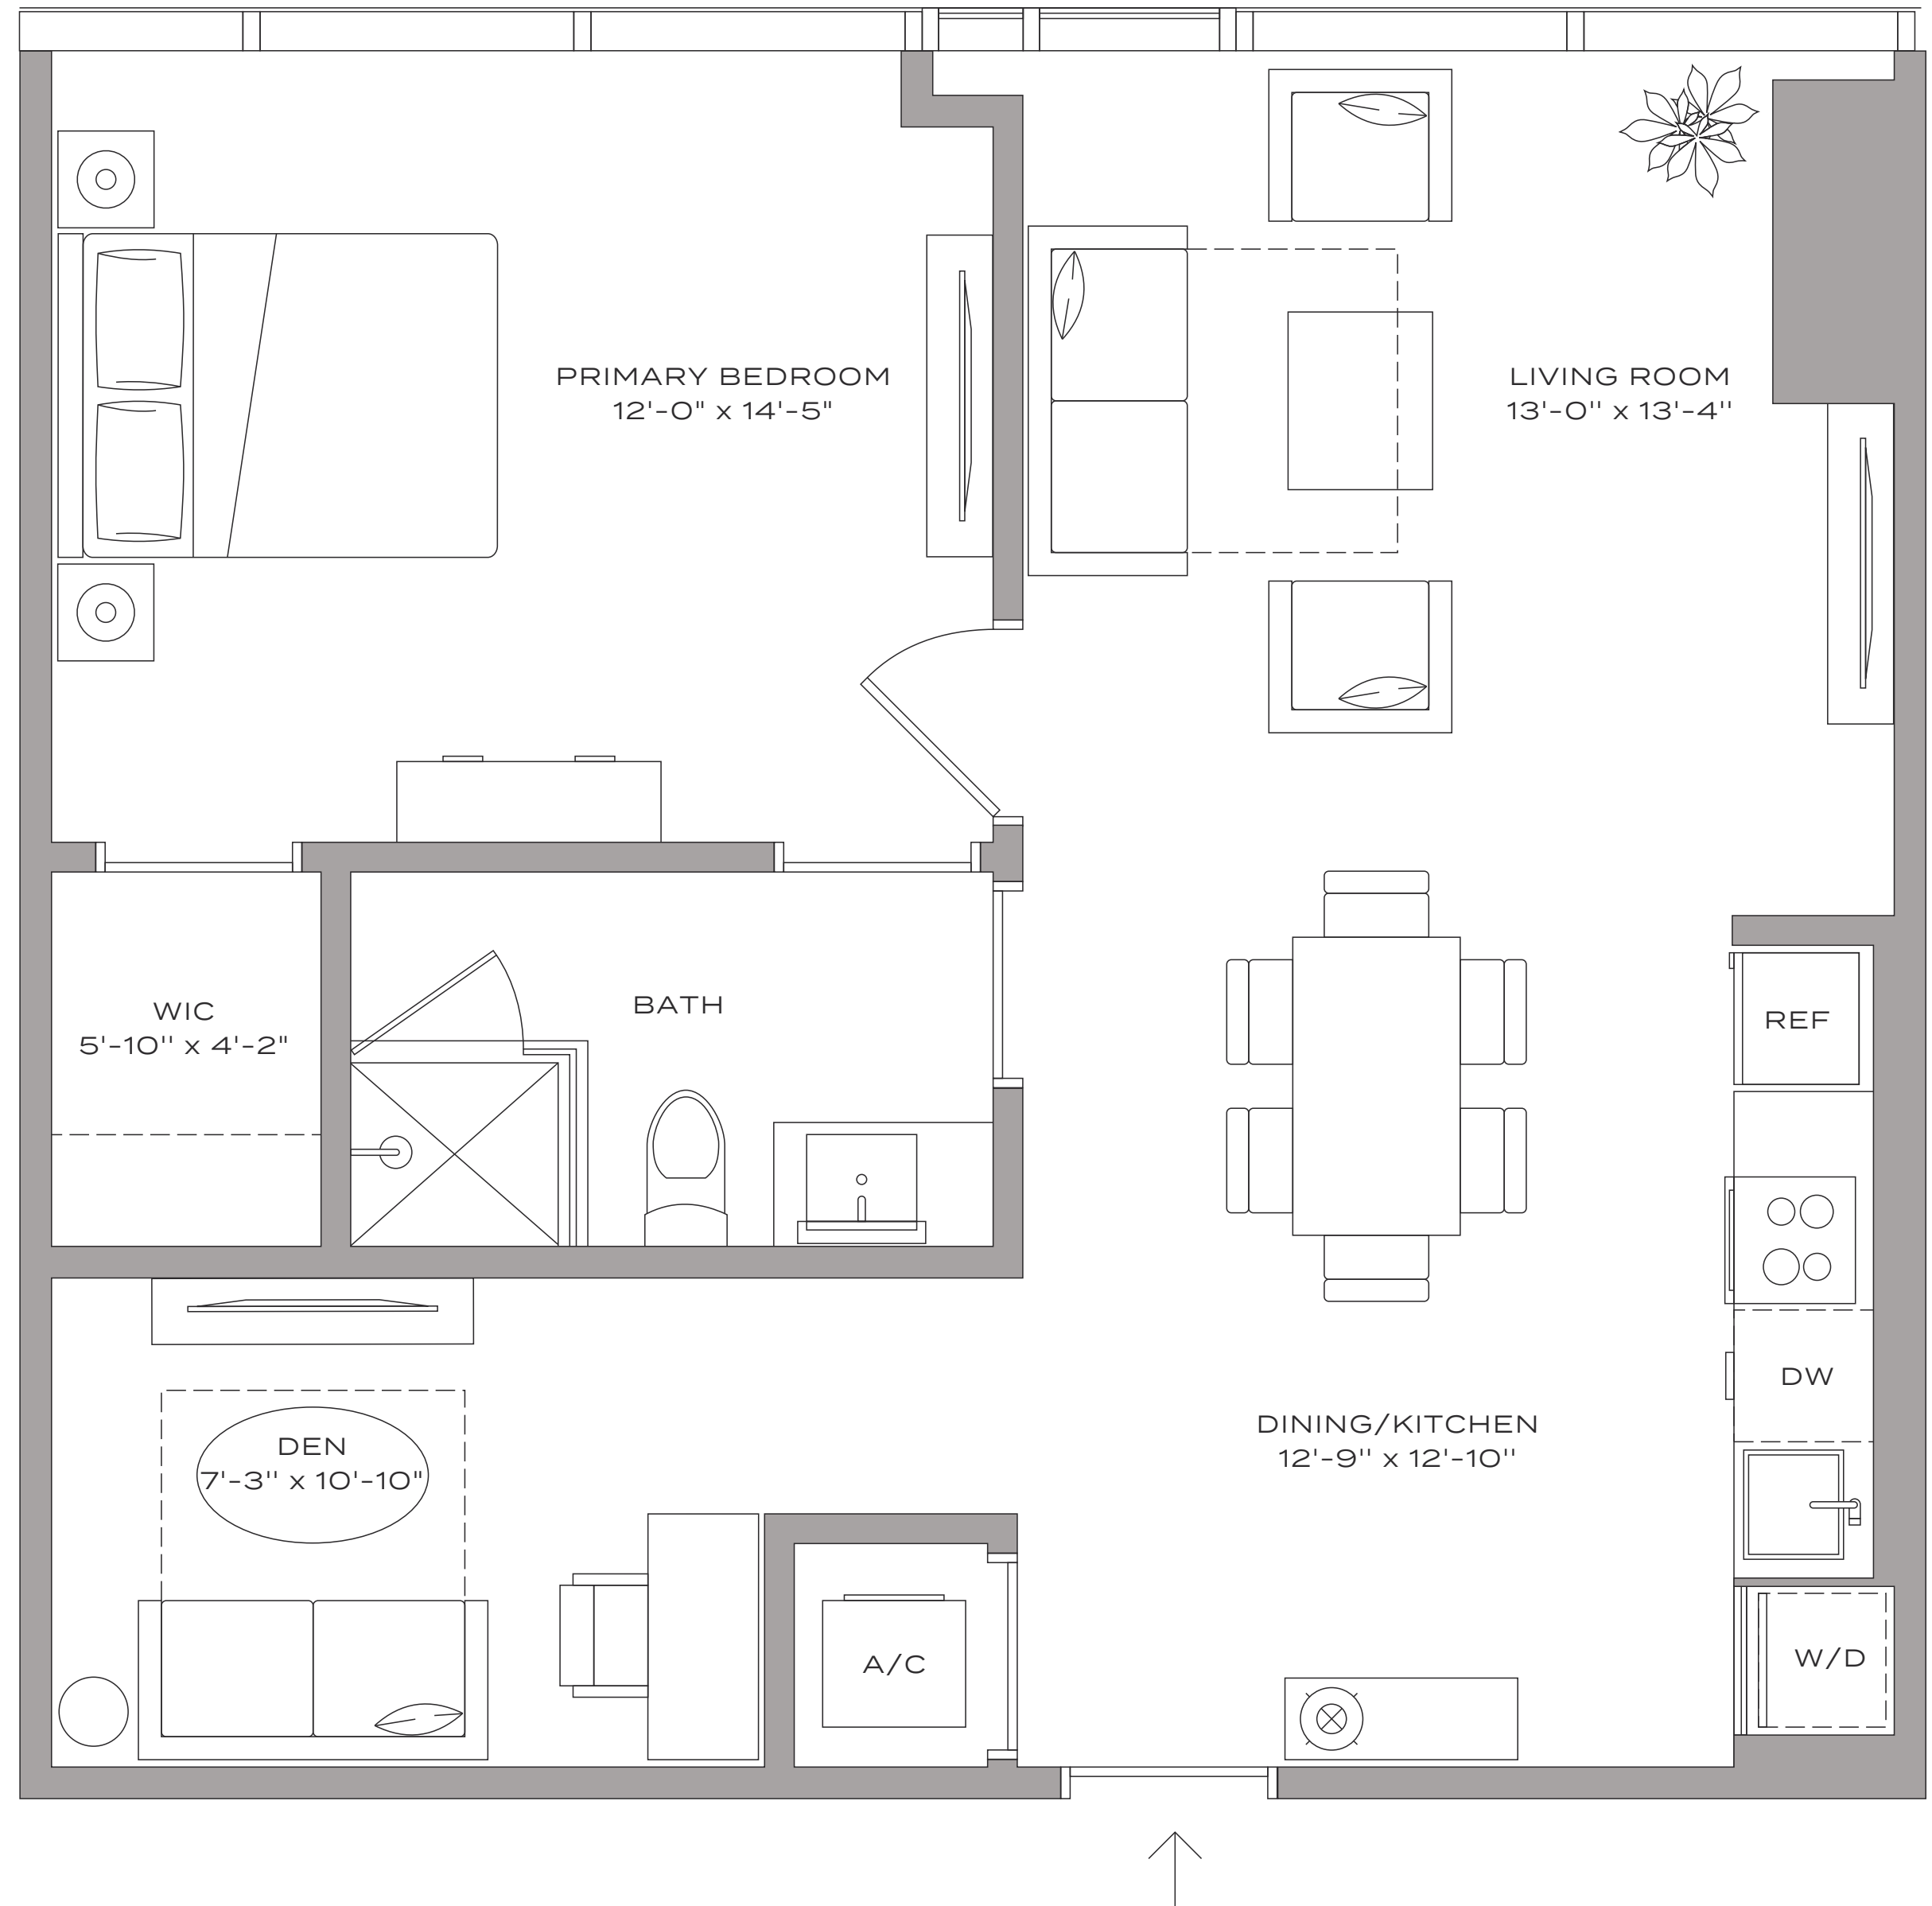 PRIMARY BEDROOM
12'-0" x 14'-5"
LIVING ROOM
13'-0'' x 13'-4''
WIC
5'-10'' x 4'-2"
BATH
REF
DW
DINING/KITCHEN
12'-9'' x 12'-10''
DEN
7'-3'' x 10'-10"
A/C
W/D